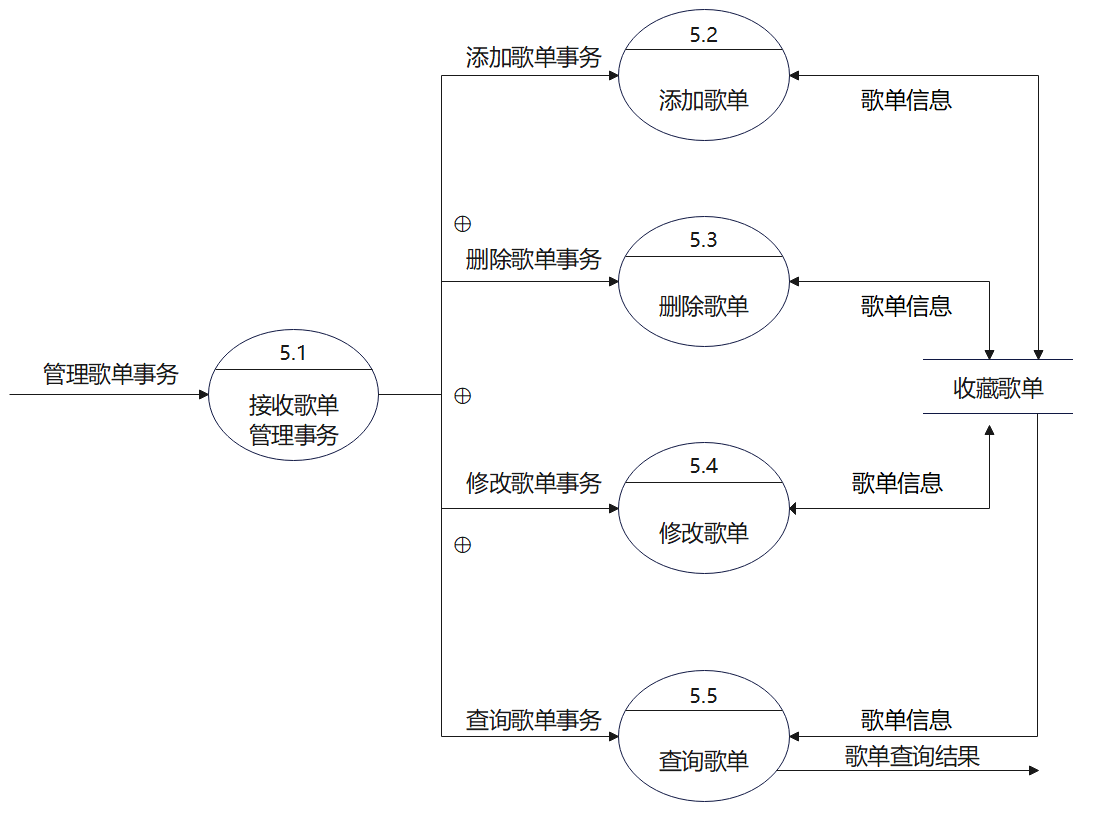 5.2
添加歌单事务
添加歌单
歌单信息
⊕
5.3
删除歌单事务
删除歌单
歌单信息
5.1
管理歌单事务
接收歌单
管理事务
⊕
收藏歌单
5.4
修改歌单事务
修改歌单
歌单信息
⊕
5.5
查询歌单事务
查询歌单
歌单信息
歌单查询结果